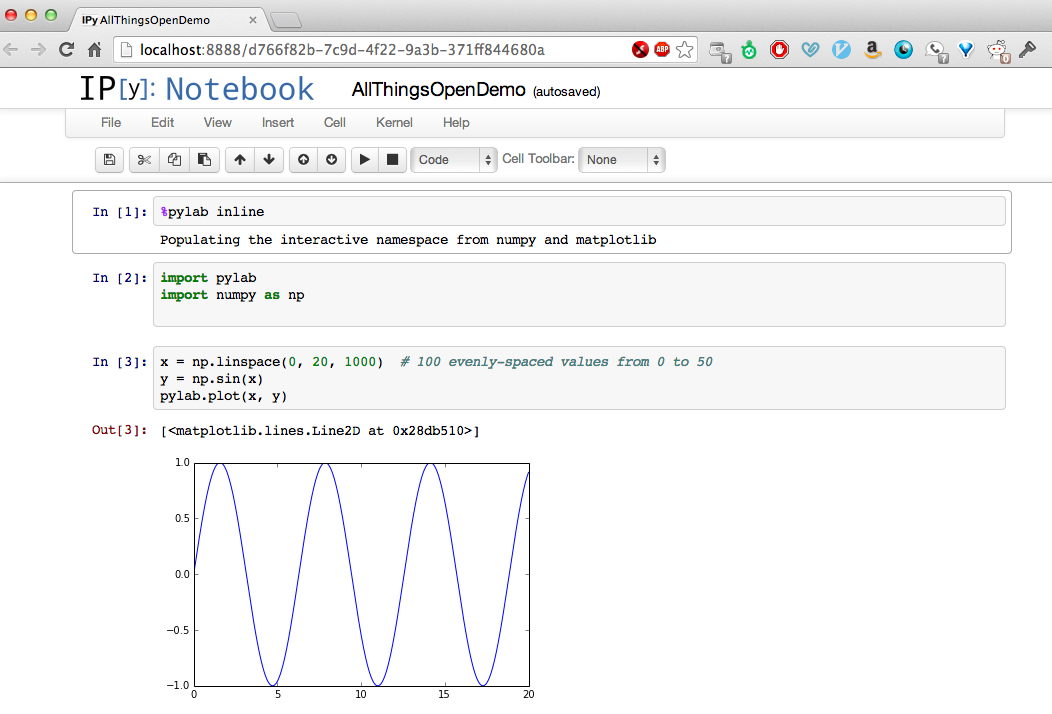 IPy AllThingsOpenDemo
localhost:8888/d766f82b-7c9d-4f22-9a3b-371ff844680a
ABP
IP[y]: Notebook AllThingsOpenDemo (autosaved)
File Edit View Insert Cell Kernel Help
Code Cell Toolbar: None
In [1]: %pylab inline
Populating the interactive namespace from numpy and matplotlib
In [2]: import pylab
import numpy as np
In [3]: x = np.linspace(0, 20, 1000)  # 100 evenly-spaced values from 0 to 50
y = np.sin(x)
pylab.plot(x, y)
Out[3]: [<matplotlib.lines.Line2D at 0x28db510>]
1.0
0.5
0.0
−0.5
−1.0
0 5 10 15 20